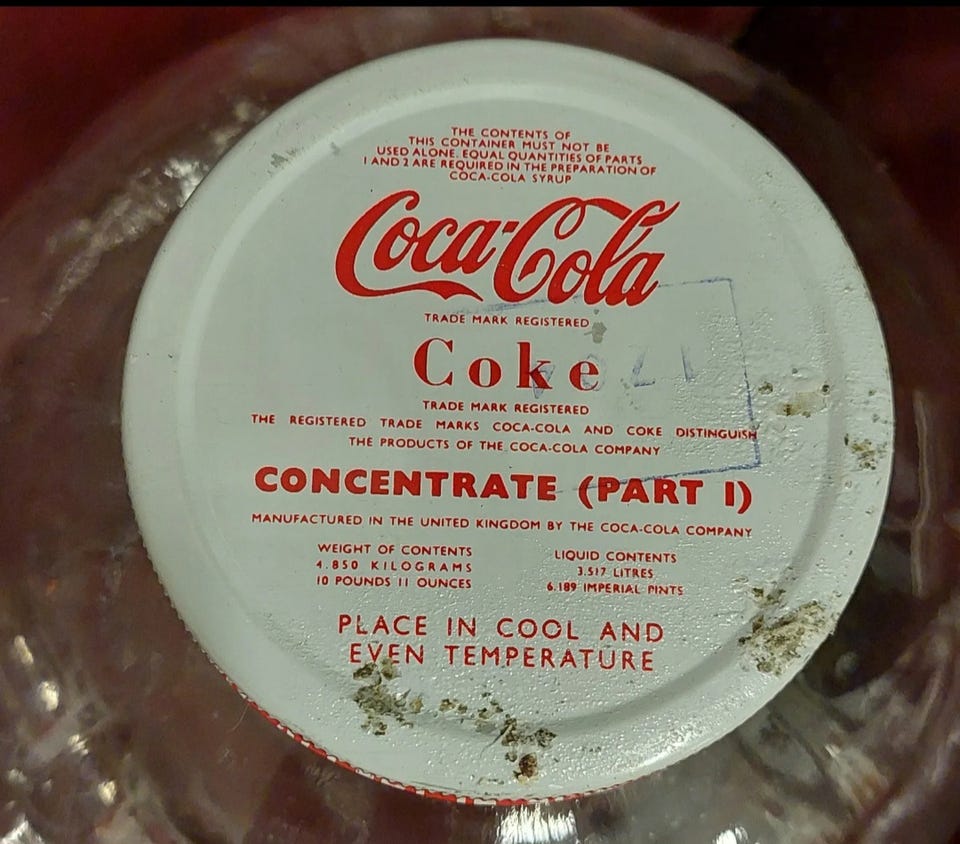 THE CONTENTS OF
THIS CONTAINER MUST NOT BE
USED ALONE. EQUAL QUANTITIES OF PARTS
1 AND 2 ARE REQUIRED IN THE PREPARATION OF
COCA-COLA SYRUP
Coca-Cola
TRADE MARK REGISTERED
Coke
TRADE MARK REGISTERED
THE REGISTERED TRADE MARKS COCA-COLA AND COKE DISTINGUISH
THE PRODUCTS OF THE COCA-COLA COMPANY
CONCENTRATE (PART 1)
MANUFACTURED IN THE UNITED KINGDOM BY THE COCA-COLA COMPANY
WEIGHT OF CONTENTS
4.850 KILOGRAMS
10 POUNDS 11 OUNCES
LIQUID CONTENTS
3.517 LITRES
6.189 IMPERIAL PINTS
PLACE IN COOL AND
EVEN TEMPERATURE